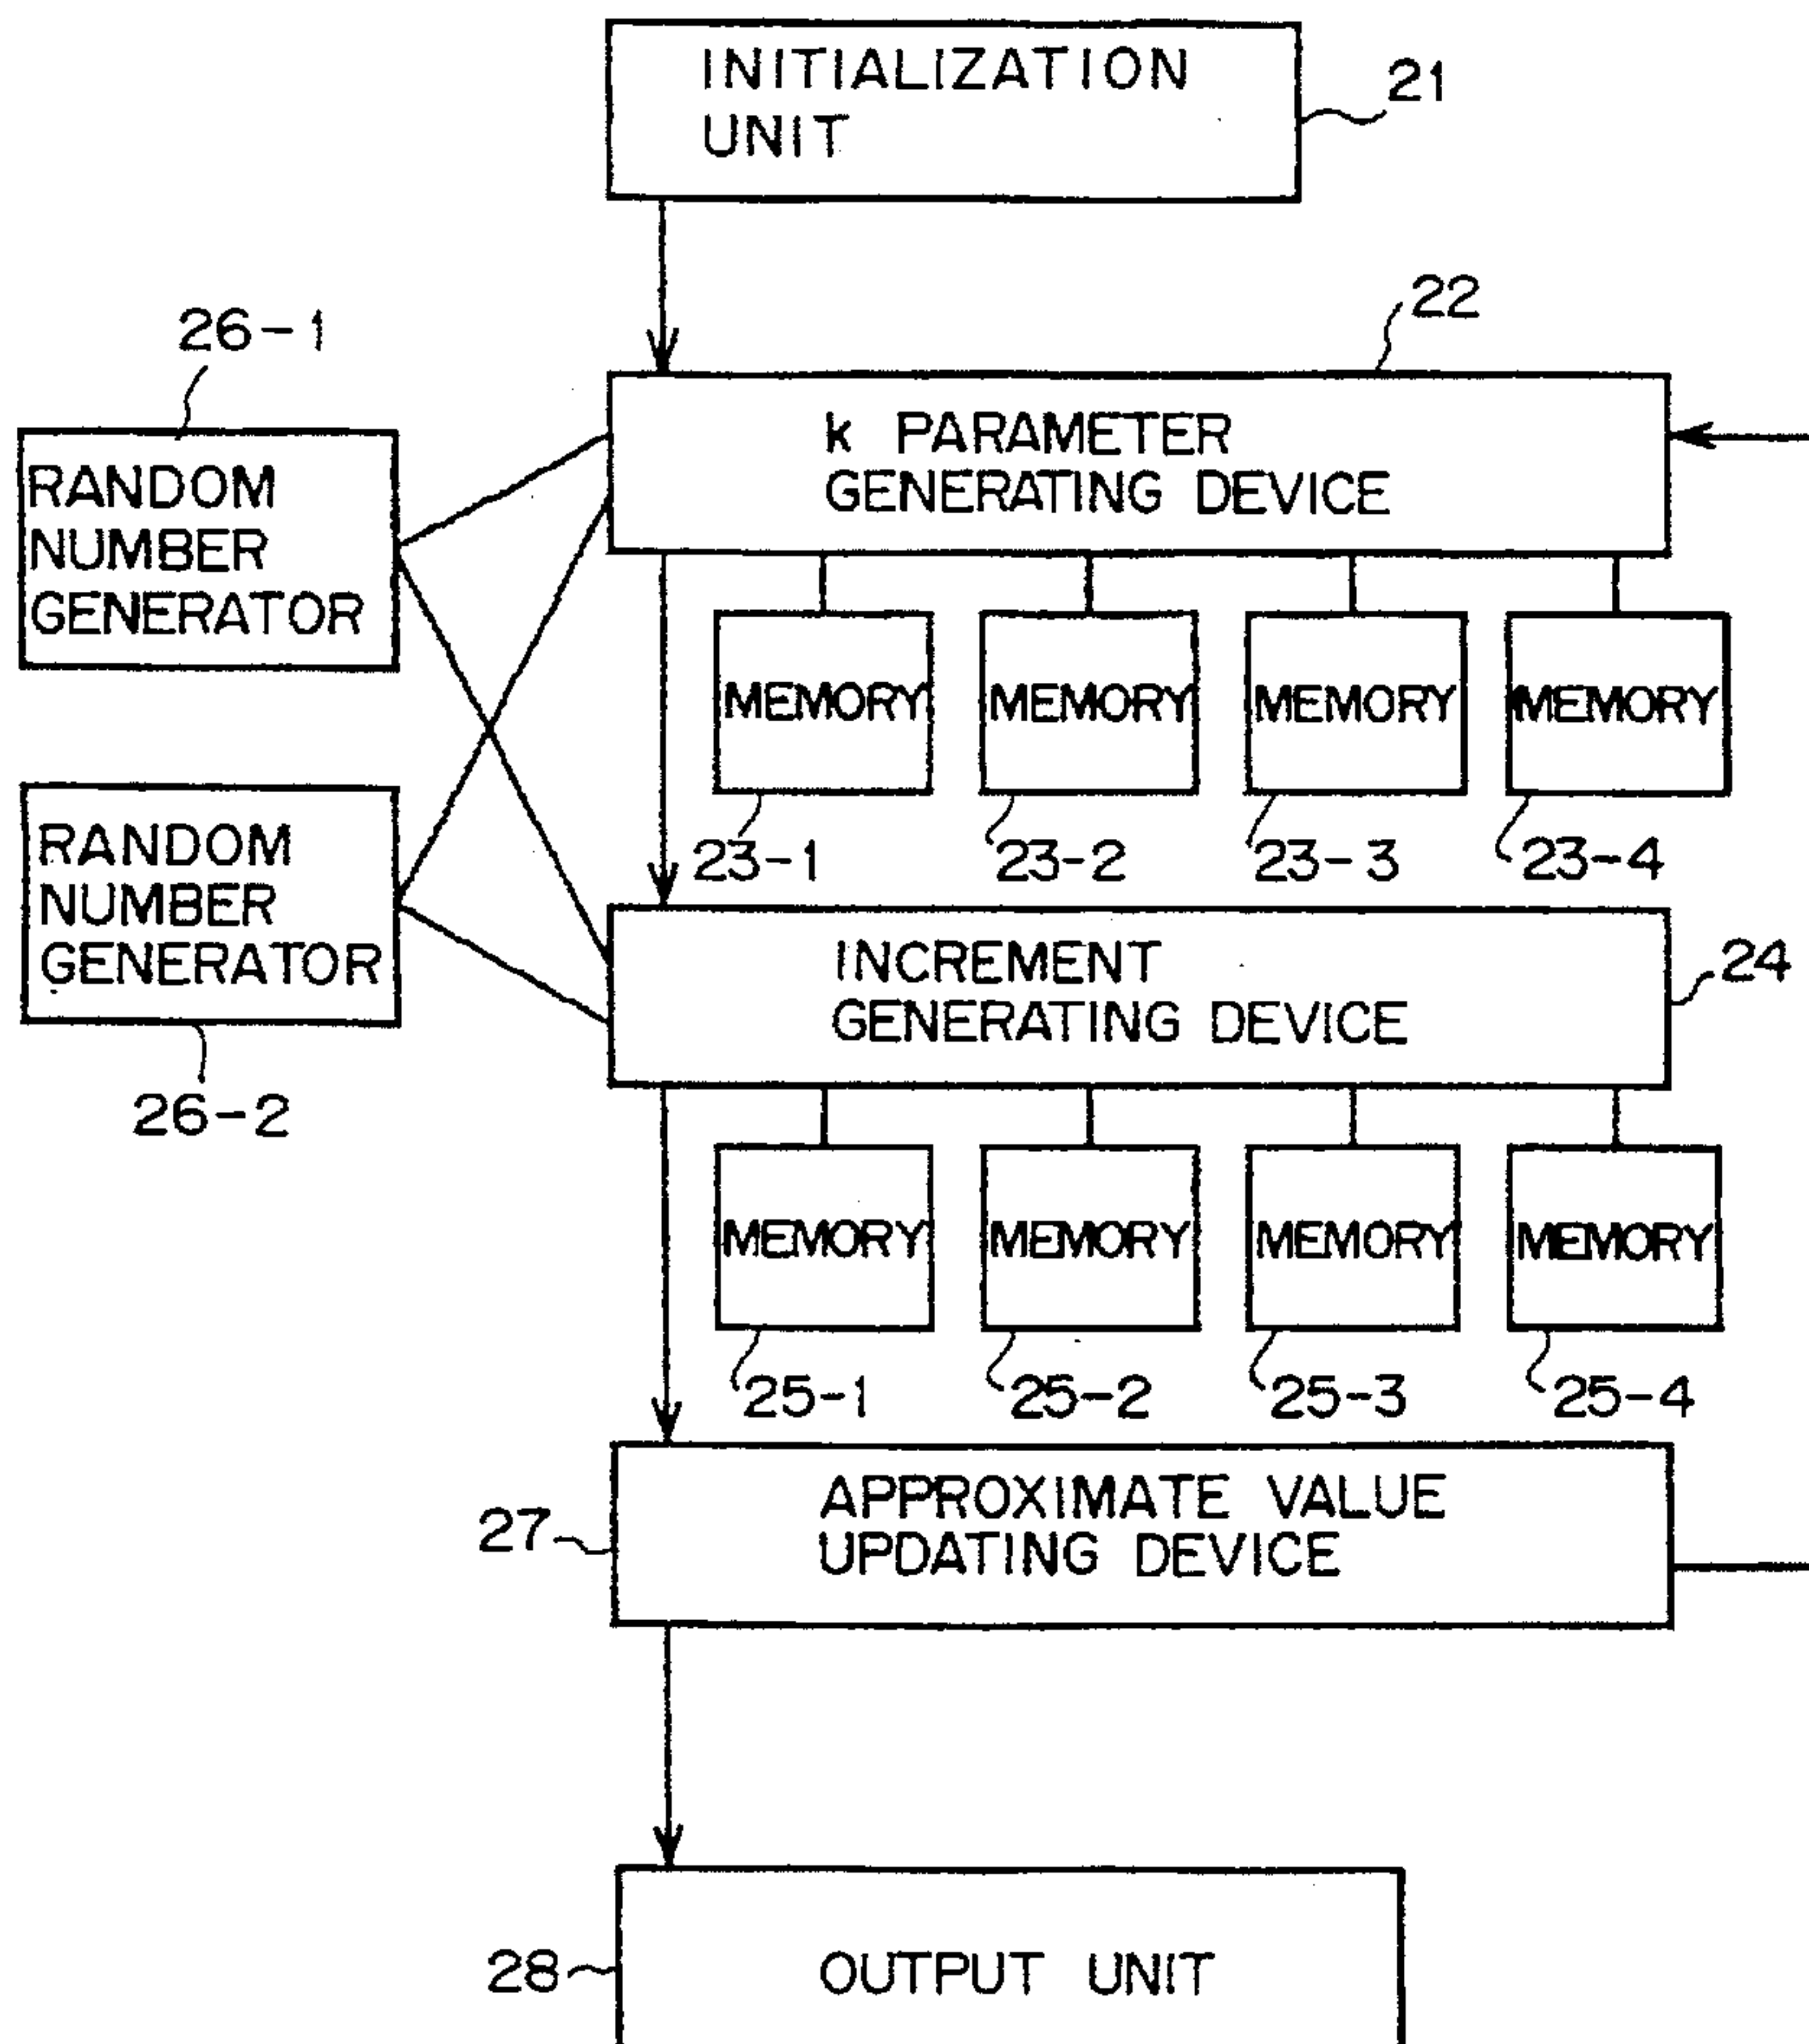 INITIALIZATION
UNIT
21
22
26-1
k PARAMETER
GENERATING DEVICE
RANDOM
NUMBER
GENERATOR
MEMORY
MEMORY
MEMORY
MEMORY
23-1
23-2
23-3
23-4
RANDOM
NUMBER
GENERATOR
26-2
INCREMENT
GENERATING DEVICE
24
MEMORY
MEMORY
MEMORY
MEMORY
25-1
25-2
25-3
25-4
27
APPROXIMATE VALUE
UPDATING DEVICE
28
OUTPUT UNIT